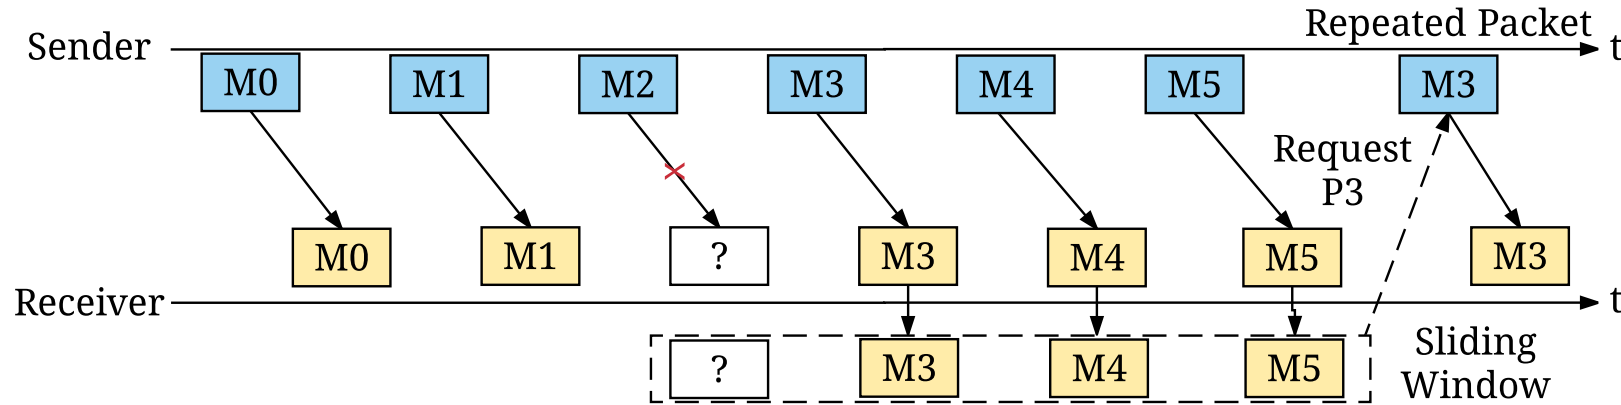 Repeated Packet
Sender
t
M0
M1
M2
M3
M4
M5
M3
Request
P3
M0
M1
?
M3
M4
M5
M3
Receiver
t
?
M3
M4
M5
Sliding
Window